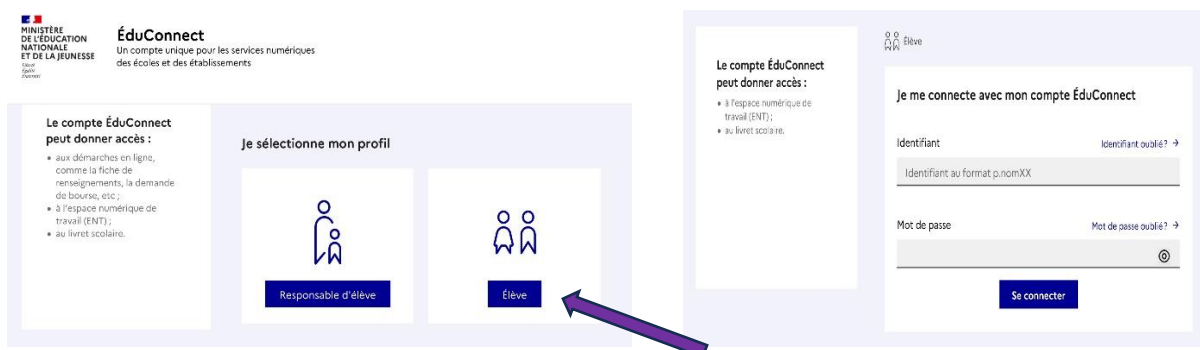 MINISTÈRE
DE L'ÉDUCATION
NATIONALE
ET DE LA JEUNESSE
Liberté
Égalité
Fraternité
ÉduConnect
Un compte unique pour les services numériques
des écoles et des établissements
Le compte ÉduConnect
peut donner accès :
• aux démarches en ligne,
comme la fiche de
renseignements, la demande
de bourse, etc ;
• à l'espace numérique de
travail (ENT) ;
• au livret scolaire.
Je sélectionne mon profil
Responsable d'élève
Élève
Le compte ÉduConnect
peut donner accès :
• à l'espace numérique de
travail (ENT) ;
• au livret scolaire.
Élève
Je me connecte avec mon compte ÉduConnect
Identifiant
Identifiant oublié? →
Identifiant au format p.nomXX
Mot de passe
Mot de passe oublié? →
Se connecter